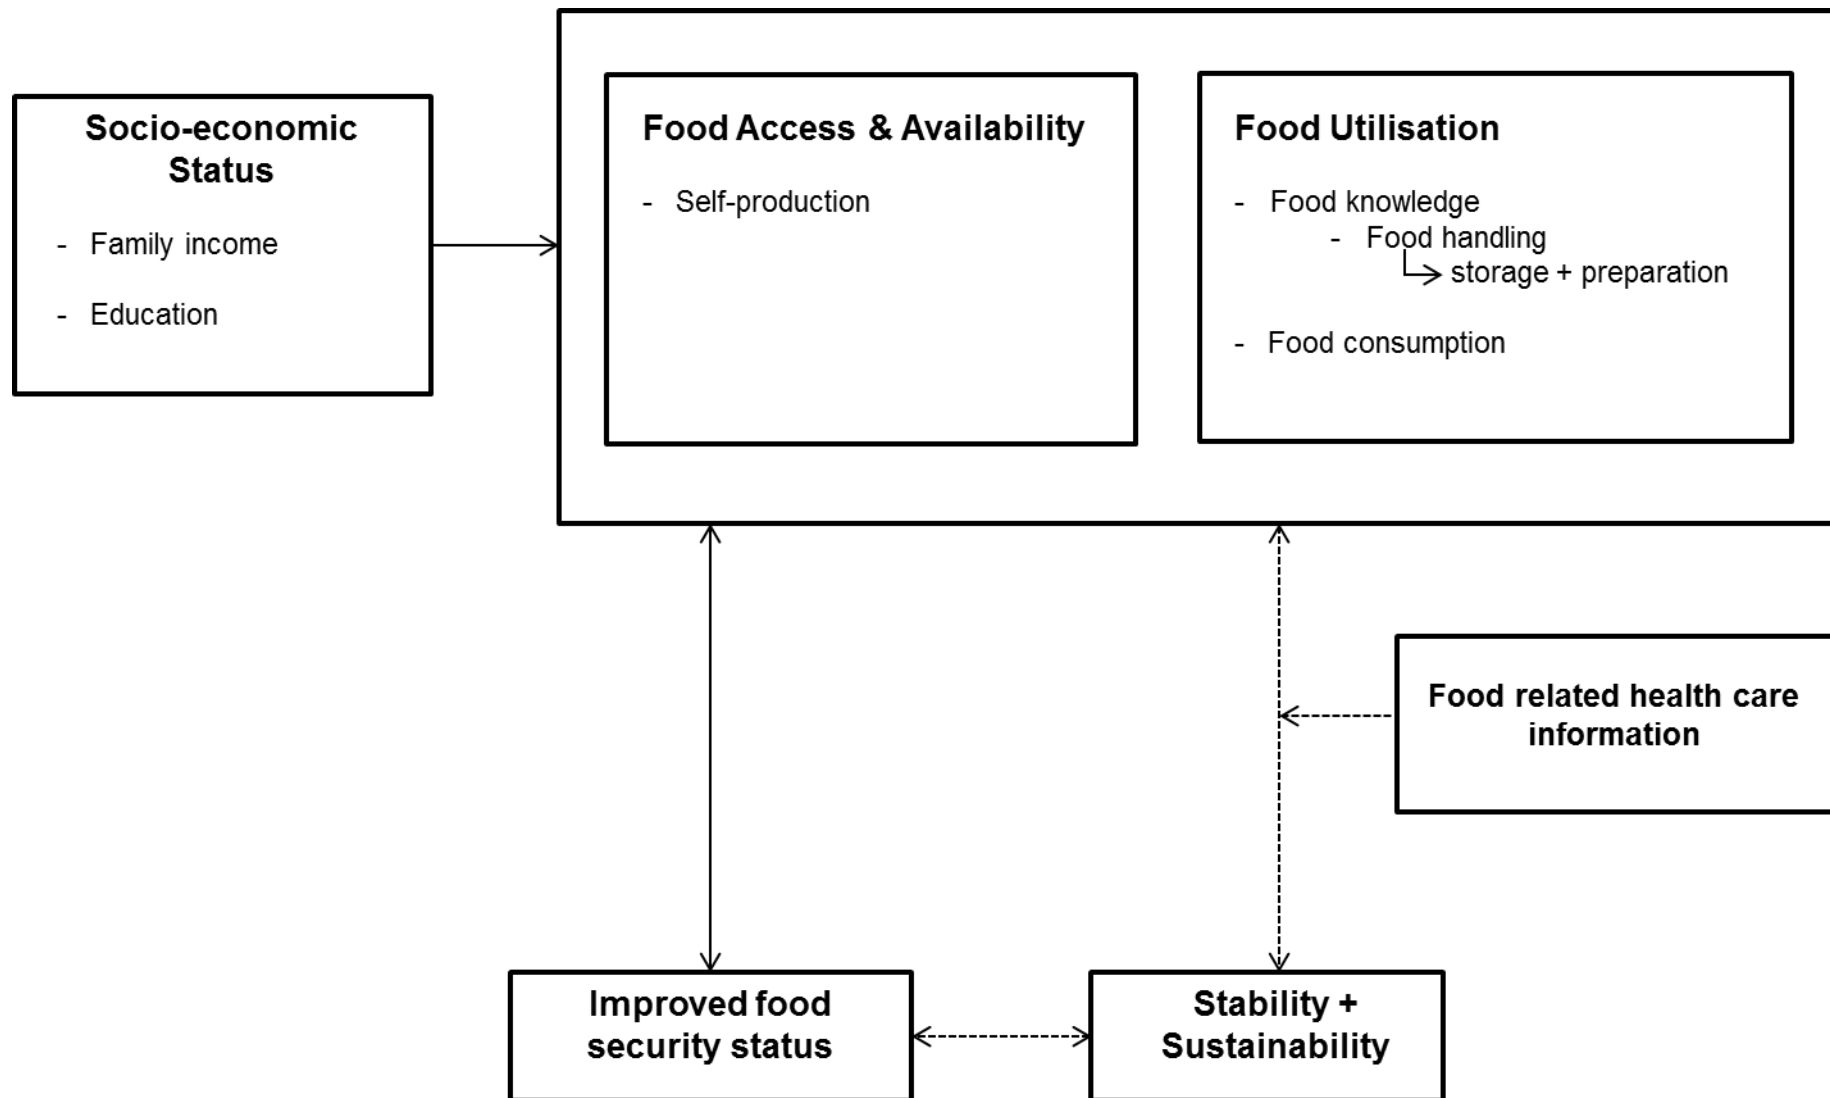 Socio-economic
Status
- Family income
- Education
Food Access & Availability
- Self-production
Food Utilisation
- Food knowledge
- Food handling
storage + preparation
- Food consumption
Food related health care
information
Improved food
security status
Stability +
Sustainability